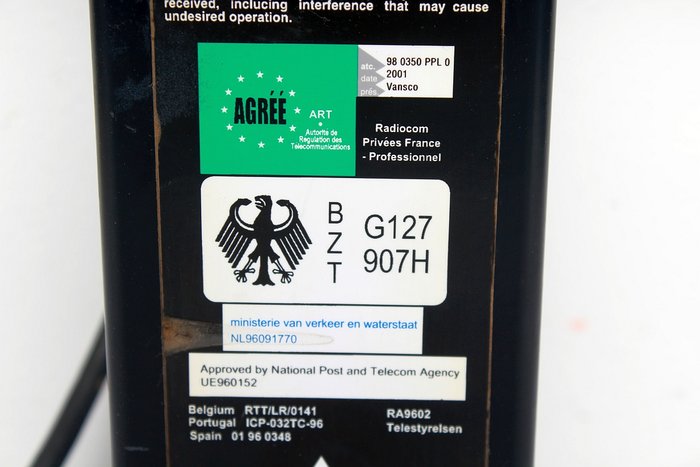 received, including interference that may cause
undesired operation.
AGRÉÉ
ART
Autorité de
Régulation des
Télécommunications
atc. 98 0350 PPL 0
date 2001
prés Vansco
Radiocom
Privées France
- Professionnel
B
Z
T
G127
907H
ministerie van verkeer en waterstaat
NL96091770
Approved by National Post and Telecom Agency
UE960152
Belgium RTT/LR/0141
Portugal ICP-032TC-96
Spain 01 96 0348
RA9602
Telestyrelsen